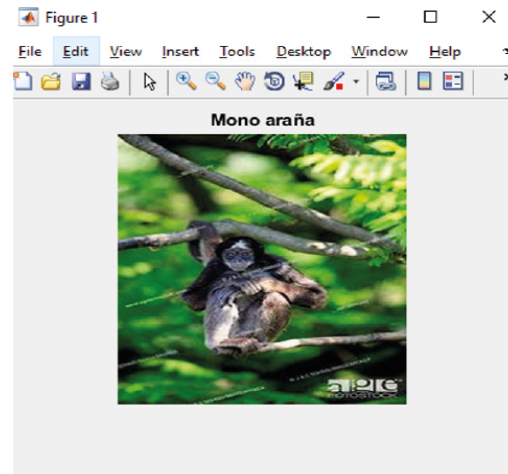 Figure 1
File Edit View Insert Tools Desktop Window Help
Mono araña
age
FOTOSTOCK